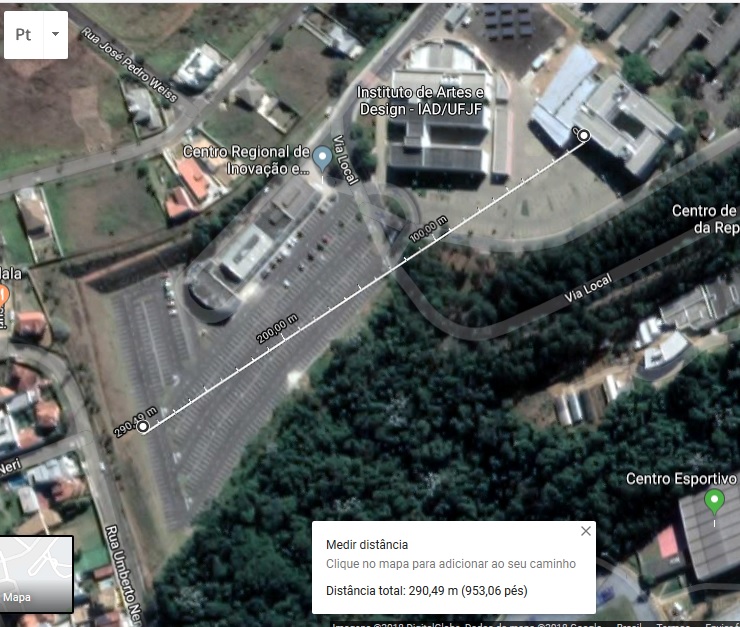 Pt
Rua José Pedro Weiss
Instituto de Artes e
Design - IAD/UFJF
Centro Regional de
Inovação e...
Via Local
100,00 m
Centro de
da Rep
Via Local
200,00 m
290,49 m
Neri
Centro Esportivo
Rua Umberto Ner
Mapa
Medir distância
Clique no mapa para adicionar ao seu caminho
Distância total: 290,49 m (953,06 pés)